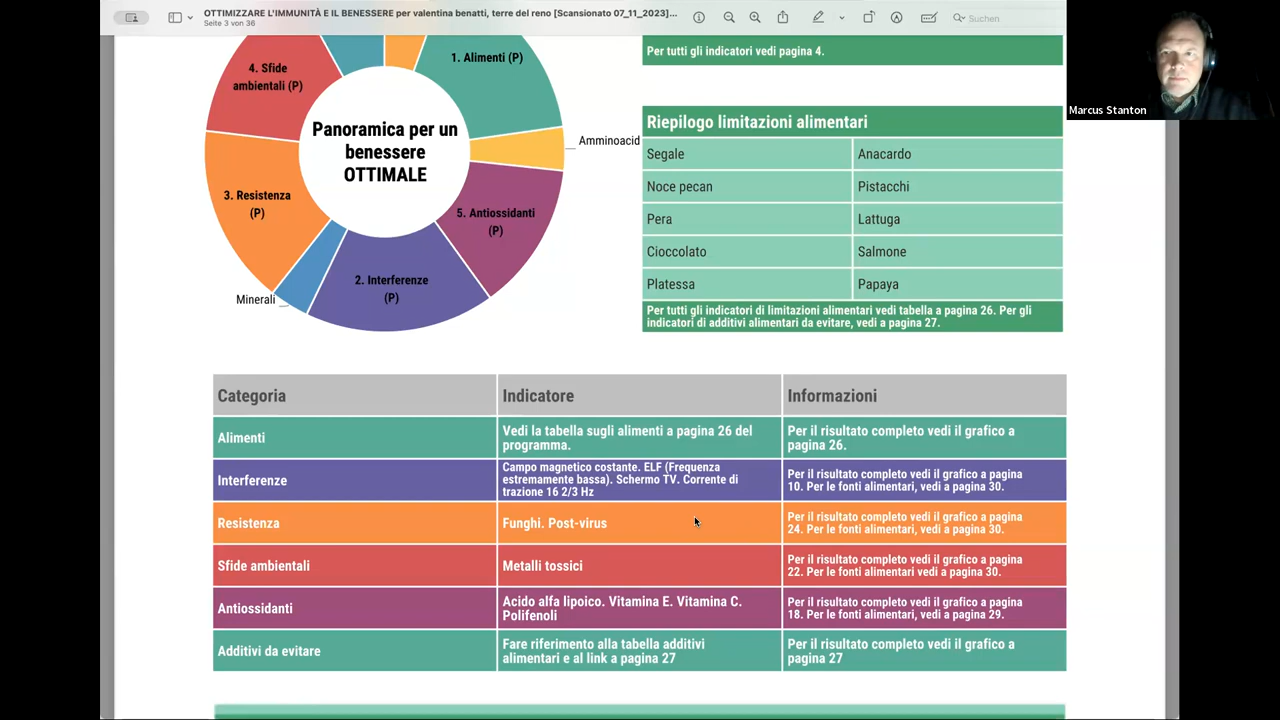 OTTIMIZZARE L'IMMUNITÀ E IL BENESSERE per valentina benatti, terre del reno [Scansionato 07_11_2023]...
Seite 3 von 36
Suchen
Marcus Stanton
1. Alimenti (P)
4. Sfide
ambientali (P)
Panoramica per un
benessere
OTTIMALE
Amminoacid
3. Resistenza
(P)
5. Antiossidanti
(P)
2. Interferenze
(P)
Minerali
Per tutti gli indicatori vedi pagina 4.
Riepilogo limitazioni alimentari
Segale Anacardo
Noce pecan Pistacchi
Pera Lattuga
Cioccolato Salmone
Platessa Papaya
Per tutti gli indicatori di limitazioni alimentari vedi tabella a pagina 26. Per gli
indicatori di additivi alimentari da evitare, vedi a pagina 27.
Categoria Indicatore Informazioni
Alimenti
Vedi la tabella sugli alimenti a pagina 26 del
programma.
Per il risultato completo vedi il grafico a
pagina 26.
Interferenze
Campo magnetico costante. ELF (Frequenza
estremamente bassa). Schermo TV. Corrente di
trazione 16 2/3 Hz
Per il risultato completo vedi il grafico a pagina
10. Per le fonti alimentari, vedi a pagina 30.
Resistenza
Funghi. Post-virus
Per il risultato completo vedi il grafico a pagina
24. Per le fonti alimentari, vedi a pagina 30.
Sfide ambientali
Metalli tossici
Per il risultato completo vedi il grafico a pagina
22. Per le fonti alimentari vedi a pagina 30.
Antiossidanti
Acido alfa lipoico. Vitamina E. Vitamina C.
Polifenoli
Per il risultato completo vedi il grafico a pagina
18. Per le fonti alimentari, vedi a pagina 29.
Additivi da evitare
Fare riferimento alla tabella additivi
alimentari e al link a pagina 27
Per il risultato completo vedi il grafico a
pagina 27